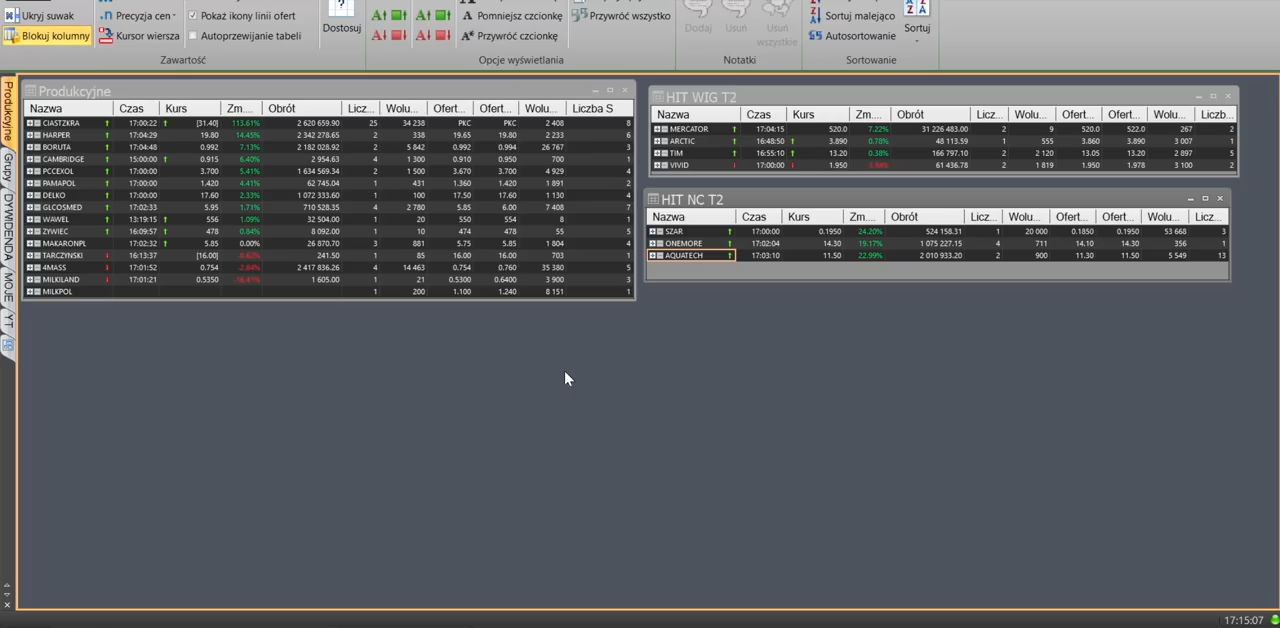 Ukryj suwak
Blokuj kolumny
Precyzja cen
Kursor wiersza
Pokaż ikony linii ofert
Autoprzewijanie tabeli
Zawartość
Dostosuj
Pomniejsz czcionkę
Przywróć czcionkę
Przywróć wszystko
Opcje wyświetlania
Dodaj Usuń Usuń wszystkie
Notatki
Sortuj malejąco
Autosortowanie
Sortuj
Sortowanie
Produkcyjne
Grupy
DYWIDENDA
MOJE
YT
Produkcyjne
Nazwa Czas Kurs Zm.... Obrót Licz... Wolu... Ofert... Ofert... Wolu... Liczba S
CIASTZKRA 17:00:22 [31.40] 113.61% 2 620 659.90 25 34 238 PKC PKC 2 408 8
HARPER 17:04:29 19.80 14.45% 2 342 278.65 2 338 19.65 19.80 2 233 6
BORUTA 17:04:48 0.992 7.13% 2 182 028.92 2 5 842 0.992 0.994 26 767 3
CAMBRIDGE 15:00:00 0.915 6.40% 2 954.63 4 1 300 0.910 0.950 700 1
PCCEXOL 17:00:00 3.700 5.41% 1 634 569.34 2 1 500 3.670 3.700 4 929 4
PAMAPOL 17:00:00 1.420 4.41% 62 745.04 1 431 1.360 1.420 1 891 2
DELKO 17:00:00 17.60 2.33% 1 072 333.60 1 100 17.50 17.60 1 130 4
GLCOSMED 17:02:33 5.95 1.71% 710 528.35 4 2 780 5.85 6.00 7 408 7
WAWEL 13:19:15 556 1.09% 32 504.00 1 20 550 554 8 1
ZYWIEC 16:09:57 478 0.84% 8 092.00 1 10 474 478 55 5
MAKARONPL 17:02:32 5.85 0.00% 26 870.70 3 881 5.75 5.85 1 804 4
TARCZYNSKI 16:13:37 [16.00] 241.50 1 85 16.00 16.00 703 1
4MASS 17:01:52 0.754 -2.84% 2 417 836.26 4 14 463 0.754 0.760 35 380 5
MILKILAND 17:01:21 0.5350 -16.41% 1 605.00 1 21 0.5300 0.6400 3 900 3
MILKPOL 1 200 1.100 1.240 8 151 1
HIT WIG T2
Nazwa Czas Kurs Zm.... Obrót Licz... Wolu... Ofert... Ofert... Wolu... Liczb...
MERCATOR 17:04:15 520.0 7.22% 31 226 483.00 2 9 520.0 522.0 267 2
ARCTIC 16:48:50 3.890 0.78% 48 113.59 1 555 3.860 3.890 3 007 1
TIM 16:55:10 13.20 0.38% 166 797.10 2 2 120 13.05 13.20 2 897 5
VIVID 17:00:00 1.950 61 436.78 1 1 819 1.950 1.978 3 100 2
HIT NC T2
Nazwa Czas Kurs Zm.... Obrót Licz... Wolu... Ofert... Ofert... Wolu... Licz...
SZAR 17:00:00 0.1950 24.20% 524 158.31 1 20 000 0.1850 0.1950 53 668 3
ONEMORE 17:02:04 14.30 19.17% 1 075 227.15 4 711 14.10 14.30 356 1
AQUATECH 17:03:10 11.50 22.99% 2 010 933.20 2 900 11.30 11.50 5 549 13
17:15:07